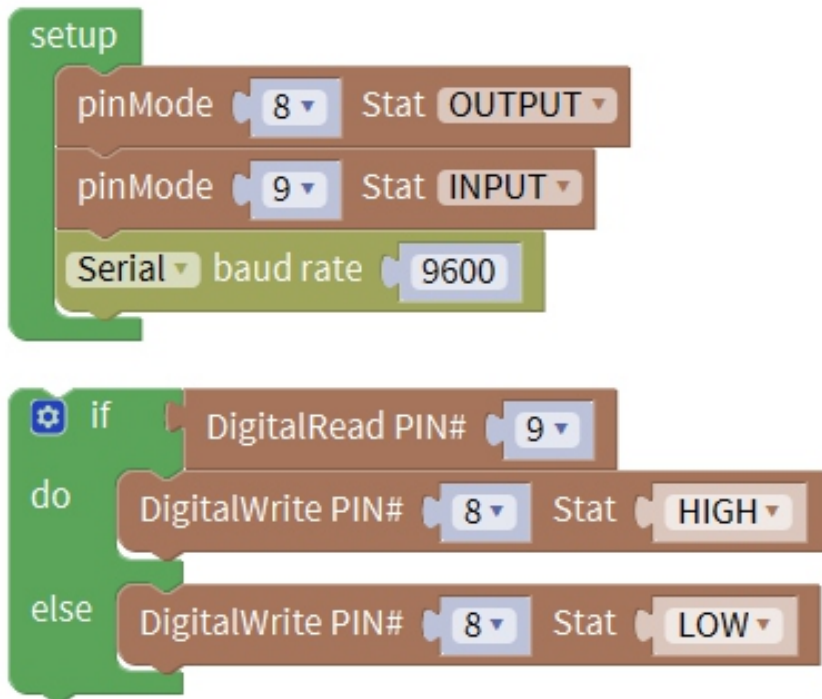 setup
pinMode 8 Stat OUTPUT
pinMode 9 Stat INPUT
Serial baud rate 9600
if DigitalRead PIN# 9
do DigitalWrite PIN# 8 Stat HIGH
else DigitalWrite PIN# 8 Stat LOW